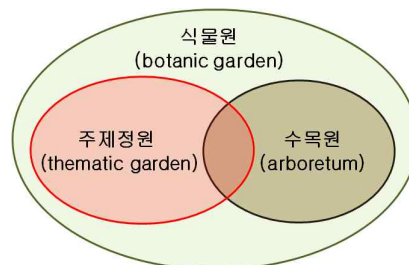 식물원
(botanic garden)
주제정원
(thematic garden)
수목원
(arboretum)